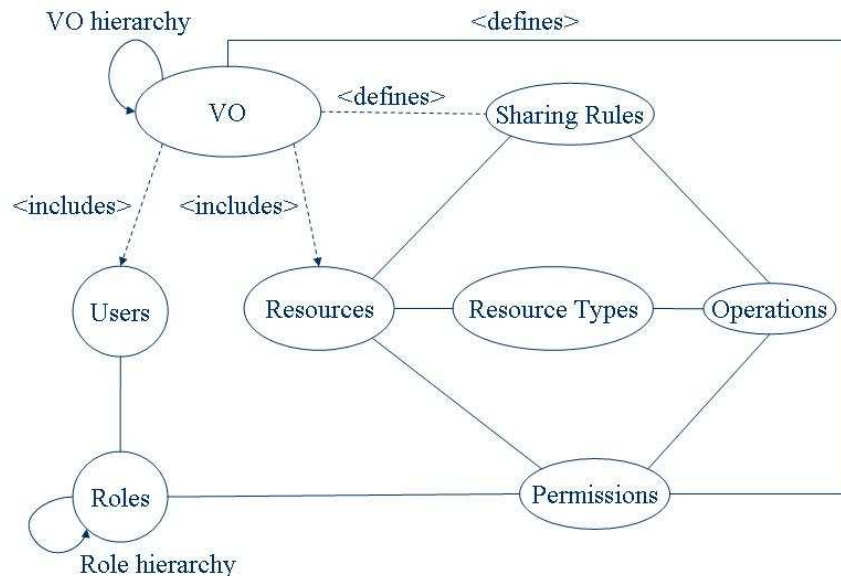 VO hierarchy
<defines>
VO
<defines>
Sharing Rules
<includes>
<includes>
Users
Resources
Resource Types
Operations
Roles
Permissions
Role hierarchy